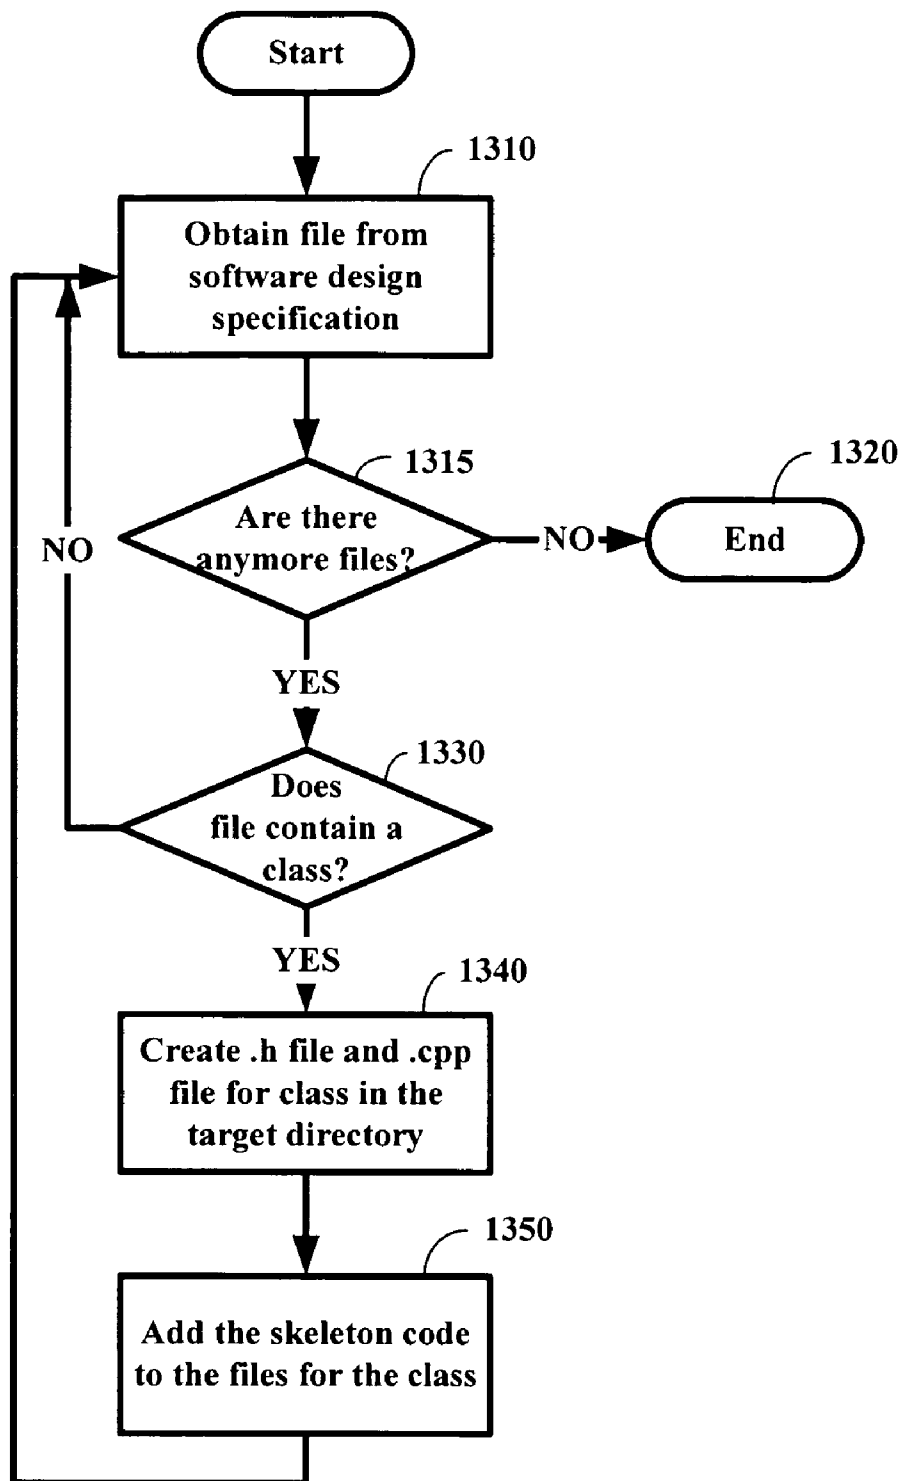 Start
1310
Obtain file from
software design
specification
1315
Are there
anymore files?
NO
1320
End
NO
YES
1330
Does
file contain a
class?
YES
1340
Create .h file and .cpp
file for class in the
target directory
1350
Add the skeleton code
to the files for the class